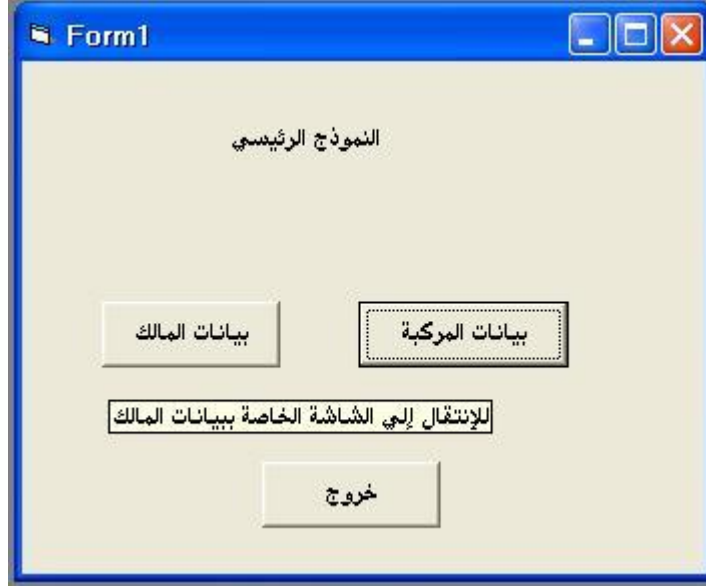 Form1
النموذج الرئيسي
بيانات المركبة
بيانات المالك
للإنتقال إلي الشاشة الخاصة ببيانات المالك
خروج